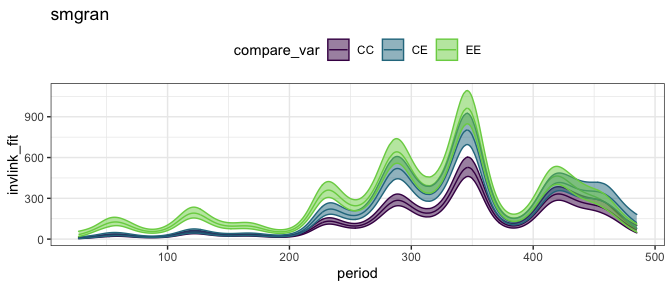 smgran
compare_var CC CE EE
invlink_fit
900
600
300
0
100 200 300 400 500
period